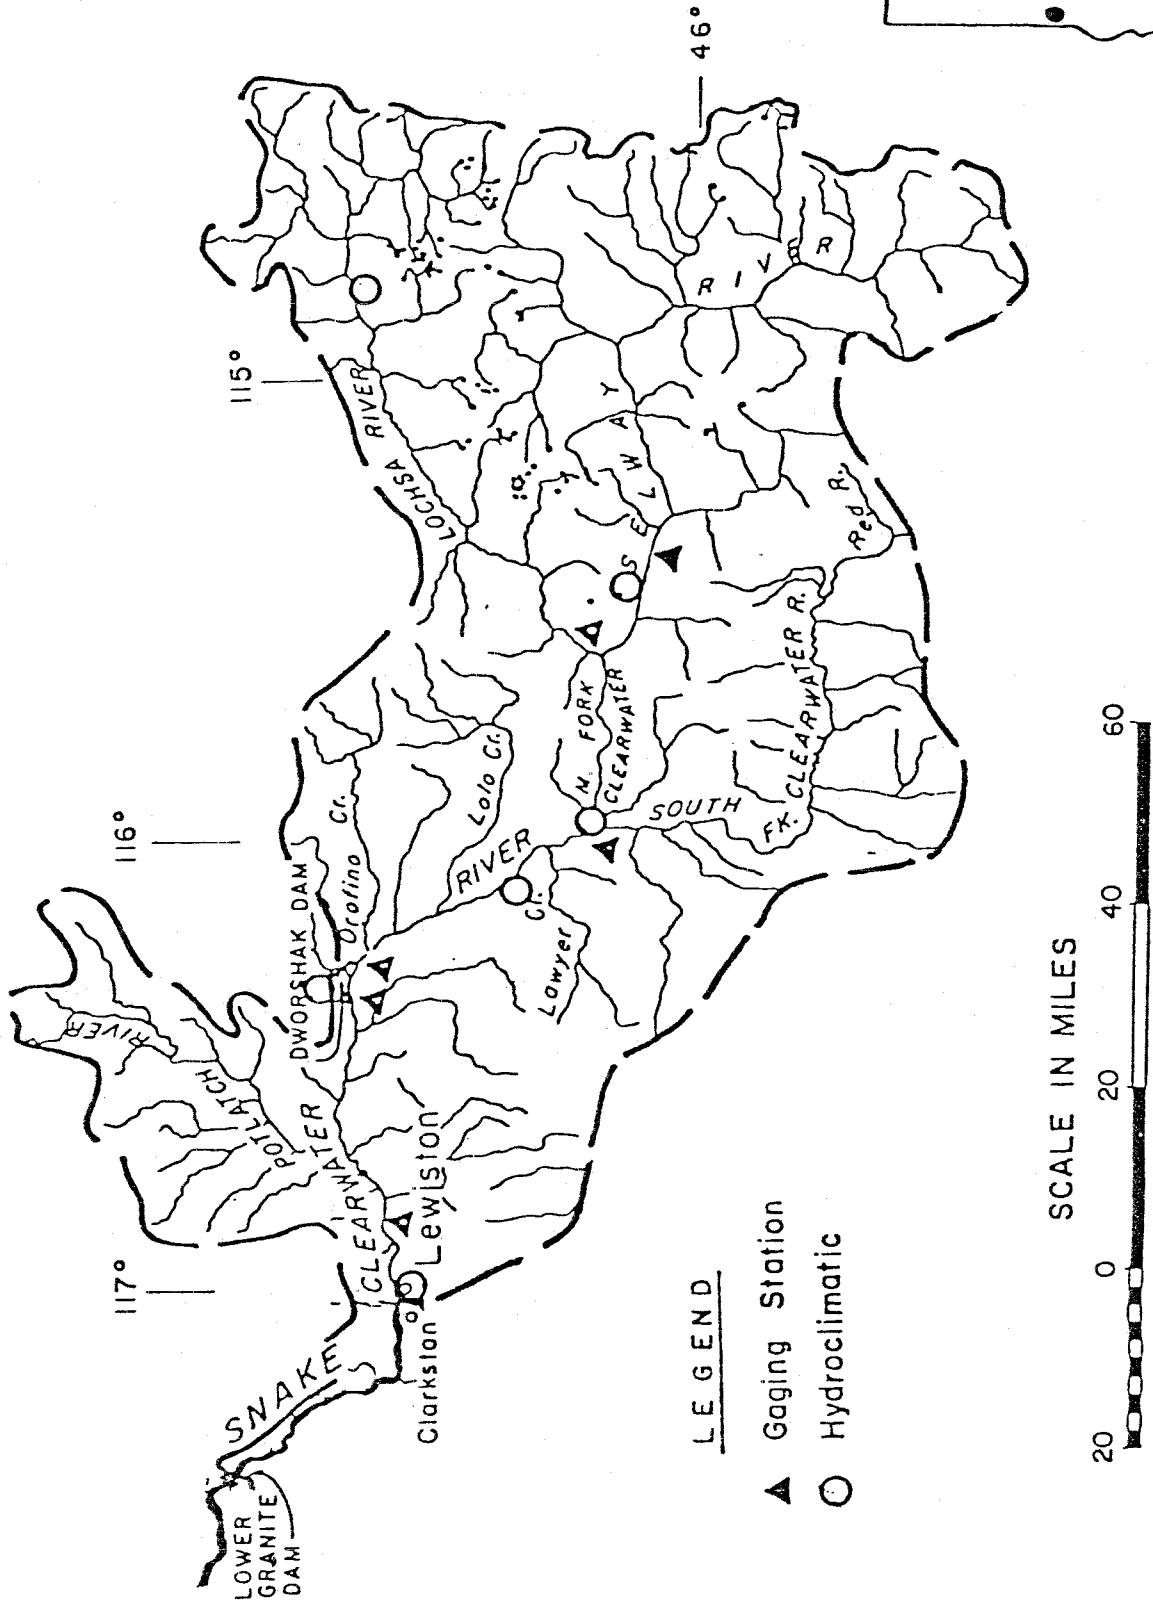 117°
116°
115°
46°
LOWER
GRANITE
DAM
SNAKE
Clarkston
Lewiston
CLEARWATER
RIVER
POTLATCH
RIVER
DWORSHAK DAM
Orofino Cr.
Lolo Cr.
Lawyer Cr.
M. FORK
CLEARWATER
SOUTH
FK. CLEARWATER R.
Red R.
LOCHSA RIVER
SELWAY
RIVER
LEGEND
Gaging Station
Hydroclimatic
SCALE IN MILES
20 0 20 40 60